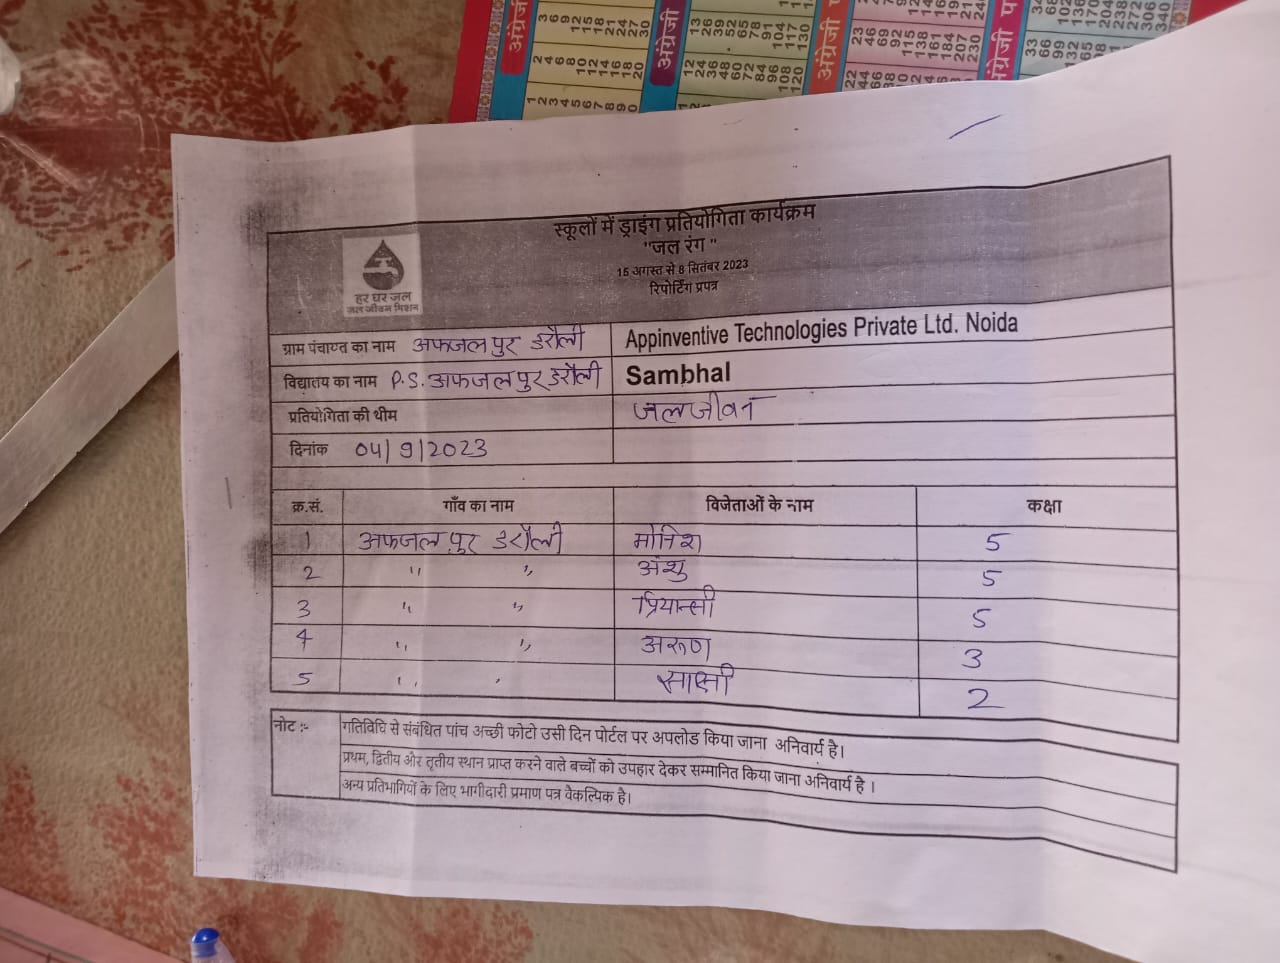 स्कूलों में ड्राइंग प्रतियोगिता कार्यक्रम
"जल रंग"
15 अगस्त से 8 सितंबर 2023
रिपोर्टिंग प्रपत्र
हर घर जल
जल जीवन मिशन
ग्राम पंचायत का नाम अफजलपुर डरौली Appinventive Technologies Private Ltd. Noida
विद्यालय का नाम P.S. अफजलपुर डरौली Sambhal
प्रतियोगिता की थीम जलजीवन
दिनांक 04/9/2023
क्र.सं. गाँव का नाम विजेताओं के नाम कक्षा
1 अफजलपुर डरौली मोनिश 5
2 " " अंशु 5
3 " " प्रियान्सी 5
4 " " अरूण 3
5 " " 2
नोट :- गतिविधि से संबंधित पांच अच्छी फोटो उसी दिन पोर्टल पर अपलोड किया जाना अनिवार्य है।
प्रथम, द्वितीय और तृतीय स्थान प्राप्त करने वाले बच्चों को उपहार देकर सम्मानित किया जाना अनिवार्य है।
अन्य प्रतिभागियों के लिए भागीदारी प्रमाण पत्र वैकल्पिक है।